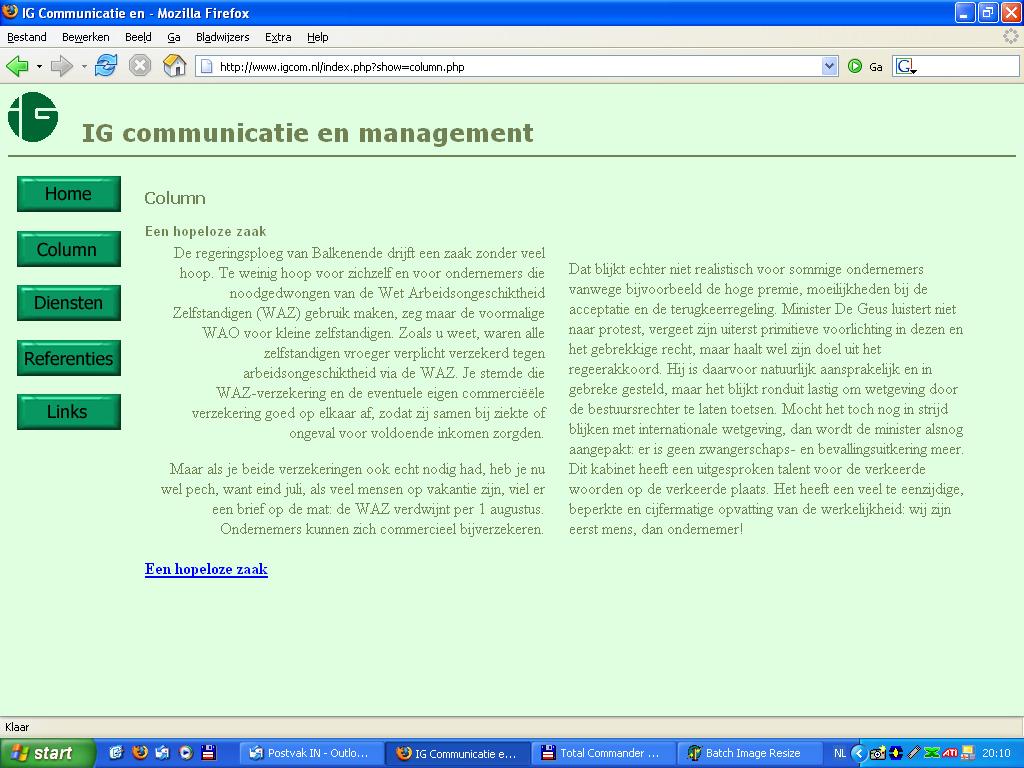 IG Communicatie en - Mozilla Firefox
Bestand Bewerken Beeld Ga Bladwijzers Extra Help
http://www.igcom.nl/index.php?show=column.php Ga G
IG
IG communicatie en management
Home
Column
Diensten
Referenties
Links
Column
Een hopeloze zaak
De regeringsploeg van Balkenende drijft een zaak zonder veel
hoop. Te weinig hoop voor zichzelf en voor ondernemers die
noodgedwongen van de Wet Arbeidsongeschiktheid
Zelfstandigen (WAZ) gebruik maken, zeg maar de voormalige
WAO voor kleine zelfstandigen. Zoals u weet, waren alle
zelfstandigen vroeger verplicht verzekerd tegen
arbeidsongeschiktheid via de WAZ. Je stemde die
WAZ-verzekering en de eventuele eigen commerciëële
verzekering goed op elkaar af, zodat zij samen bij ziekte of
ongeval voor voldoende inkomen zorgden.
Maar als je beide verzekeringen ook echt nodig had, heb je nu
wel pech, want eind juli, als veel mensen op vakantie zijn, viel er
een brief op de mat: de WAZ verdwijnt per 1 augustus.
Ondernemers kunnen zich commercieel bijverzekeren.
Dat blijkt echter niet realistisch voor sommige ondernemers
vanwege bijvoorbeeld de hoge premie, moeilijkheden bij de
acceptatie en de terugkeerregeling. Minister De Geus luistert niet
naar protest, vergeet zijn uiterst primitieve voorlichting in dezen en
het gebrekkige recht, maar haalt wel zijn doel uit het
regeerakkoord. Hij is daarvoor natuurlijk aansprakelijk en in
gebreke gesteld, maar het blijkt ronduit lastig om wetgeving door
de bestuursrechter te laten toetsen. Mocht het toch nog in strijd
blijken met internationale wetgeving, dan wordt de minister alsnog
aangepakt: er is geen zwangerschaps- en bevallingsuitkering meer.
Dit kabinet heeft een uitgesproken talent voor de verkeerde
woorden op de verkeerde plaats. Het heeft een veel te eenzijdige,
beperkte en cijfermatige opvatting van de werkelijkheid: wij zijn
eerst mens, dan ondernemer!
Een hopeloze zaak
Klaar
start Postvak IN - Outlo... IG Communicatie e... Total Commander ... Batch Image Resize NL ATI 20:10